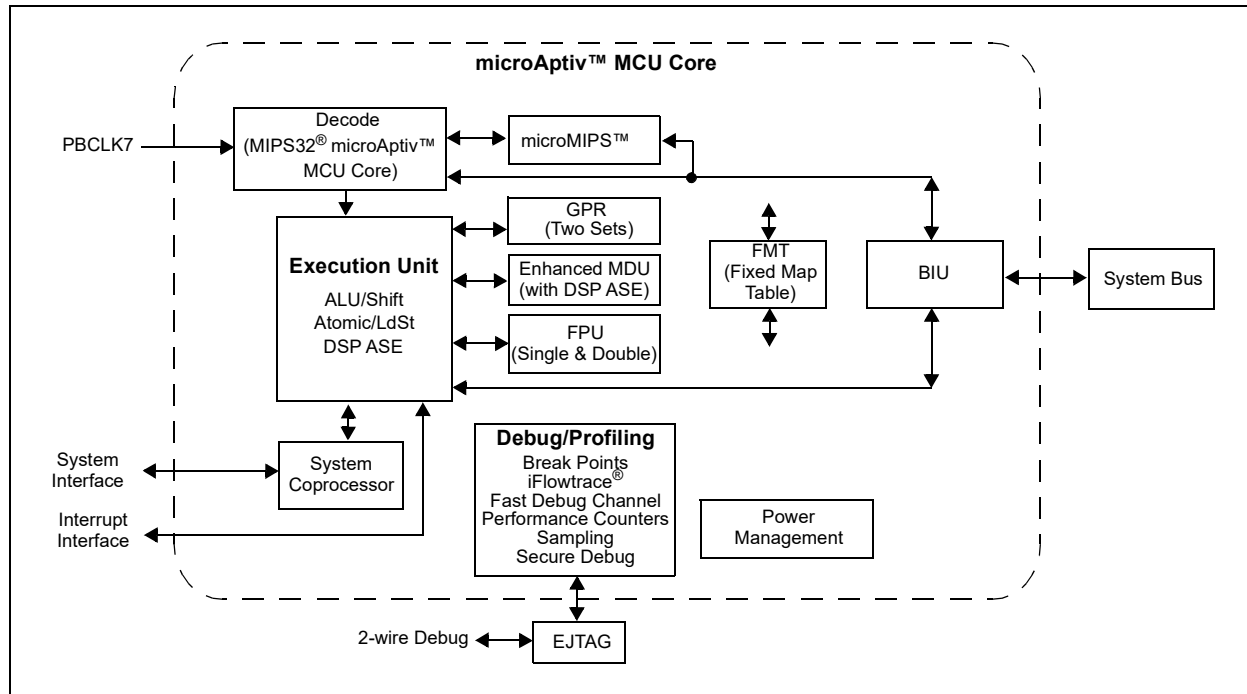 microAptiv™ MCU Core
PBCLK7
Decode
(MIPS32® microAptiv™
MCU Core)
microMIPS™
GPR
(Two Sets)
Execution Unit
ALU/Shift
Atomic/LdSt
DSP ASE
Enhanced MDU
(with DSP ASE)
FPU
(Single & Double)
FMT
(Fixed Map
Table)
BIU
System Bus
System
Interface
System
Coprocessor
Interrupt
Interface
Debug/Profiling
Break Points
iFlowtrace®
Fast Debug Channel
Performance Counters
Sampling
Secure Debug
Power
Management
2-wire Debug
EJTAG